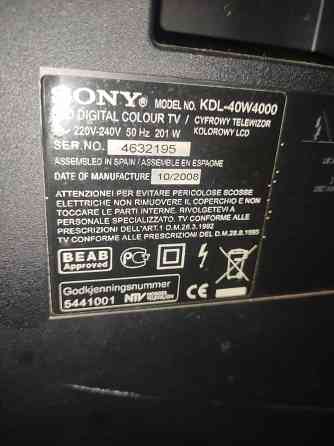 SONY® MODEL NO. KDL-40W4000
LCD DIGITAL COLOUR TV / CYFROWY TELEWIZOR
220V-240V 50 Hz 201 W KOLOROWY LCD
SER.NO. 4632195
ASSEMBLED IN SPAIN / ASSEMBLE EN ESPAGNE
DATE OF MANUFACTURE 10/2008
ATTENZIONE! PER EVITARE PERICOLOSE SCOSSE
ELETTRICHE NON RIMUOVERE IL COPERCHIO E NON
TOCCARE LE PARTI INTERNE. RIVOLGETEVI A
PERSONALE SPECIALIZZATO. TV CONFORME ALLE
PRESCRIZIONI DELL'ART.1 D.M.26.3.1992
TV CONFORME ALLE PRESCRIZIONI DEL D.M.28.8.1995
BEAB
Approved
Godkjenningsnummer
5441001 NTV
CE